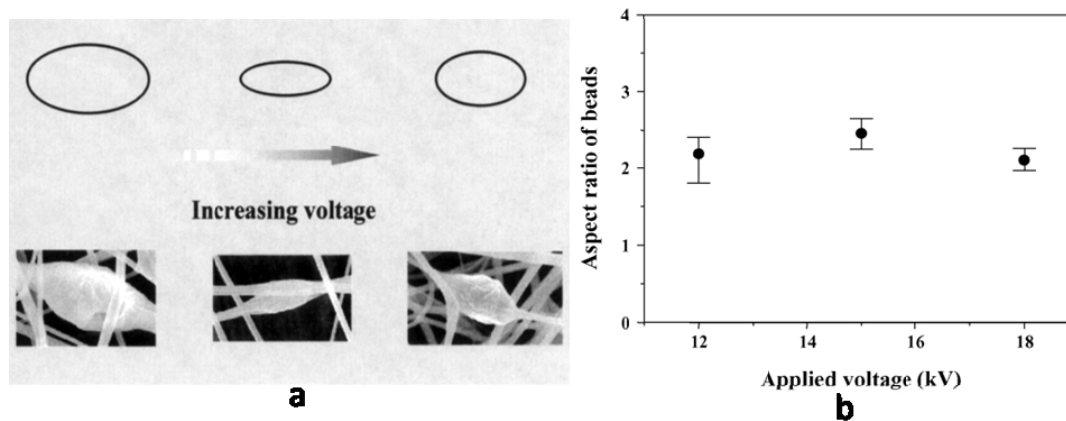 Increasing voltage
a
Aspect ratio of beads
4
3
2
1
0
12
14
16
18
Applied voltage (kV)
b